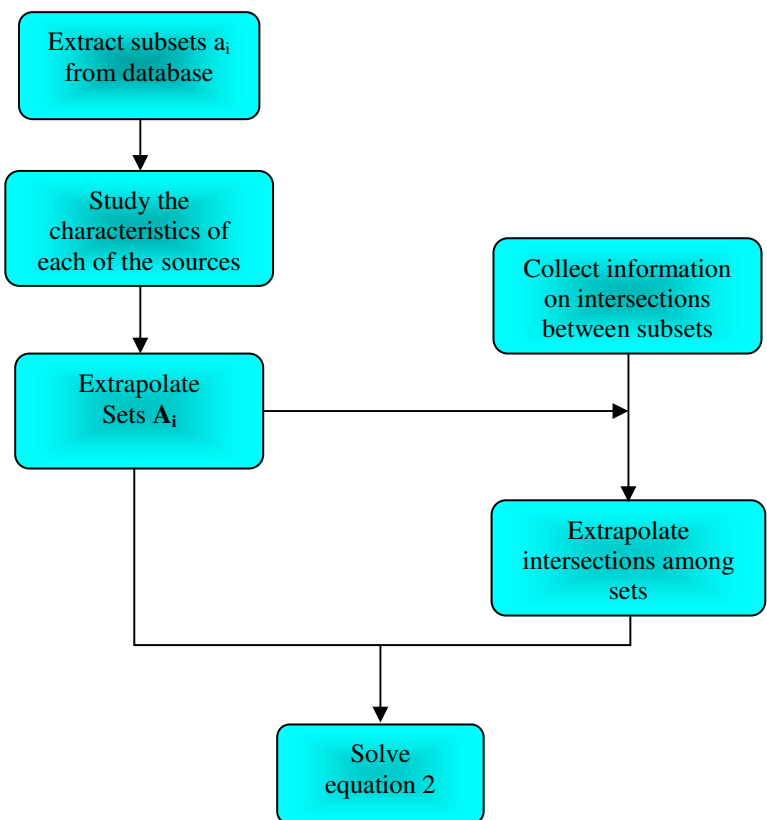 Extract subsets aᵢ
from database
Study the
characteristics of
each of the sources
Collect information
on intersections
between subsets
Extrapolate
Sets Aᵢ
Extrapolate
intersections among
sets
Solve
equation 2